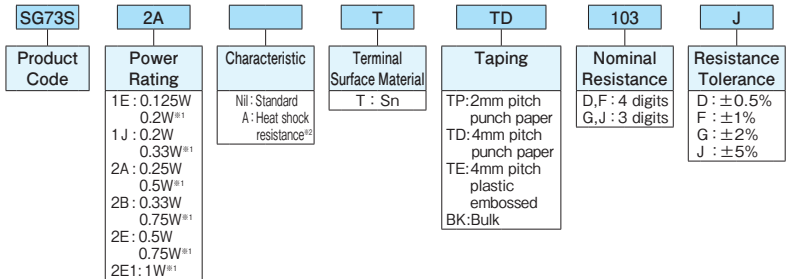 SG73S 2A T TD 103 J
Product
Code
Power
Rating
1E : 0.125W
0.2W※1
1J : 0.2W
0.33W※1
2A : 0.25W
0.5W※1
2B : 0.33W
0.75W※1
2E : 0.5W
0.75W※1
2E1 : 1W※1
Characteristic
Nil : Standard
A : Heat shock
resistance※2
Terminal
Surface Material
T : Sn
Taping
TP:2mm pitch
punch paper
TD:4mm pitch
punch paper
TE:4mm pitch
plastic
embossed
BK:Bulk
Nominal
Resistance
D,F : 4 digits
G,J : 3 digits
Resistance
Tolerance
D : ±0.5%
F : ±1%
G : ±2%
J : ±5%